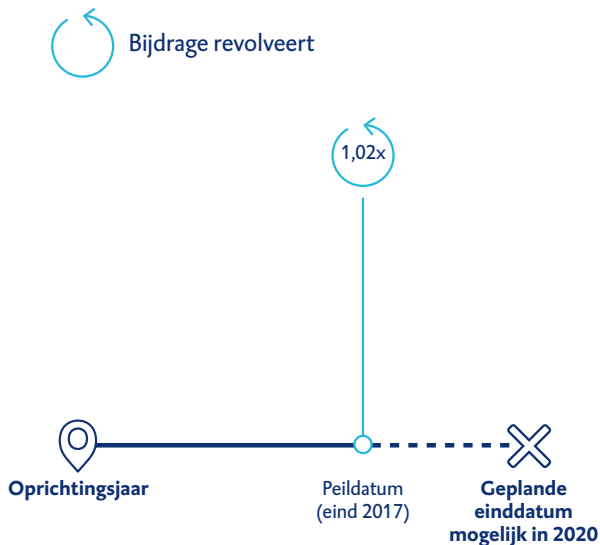 Bijdrage revolveert
1,02x
Oprichtingsjaar
Peildatum
(eind 2017)
Geplande
einddatum
mogelijk in 2020